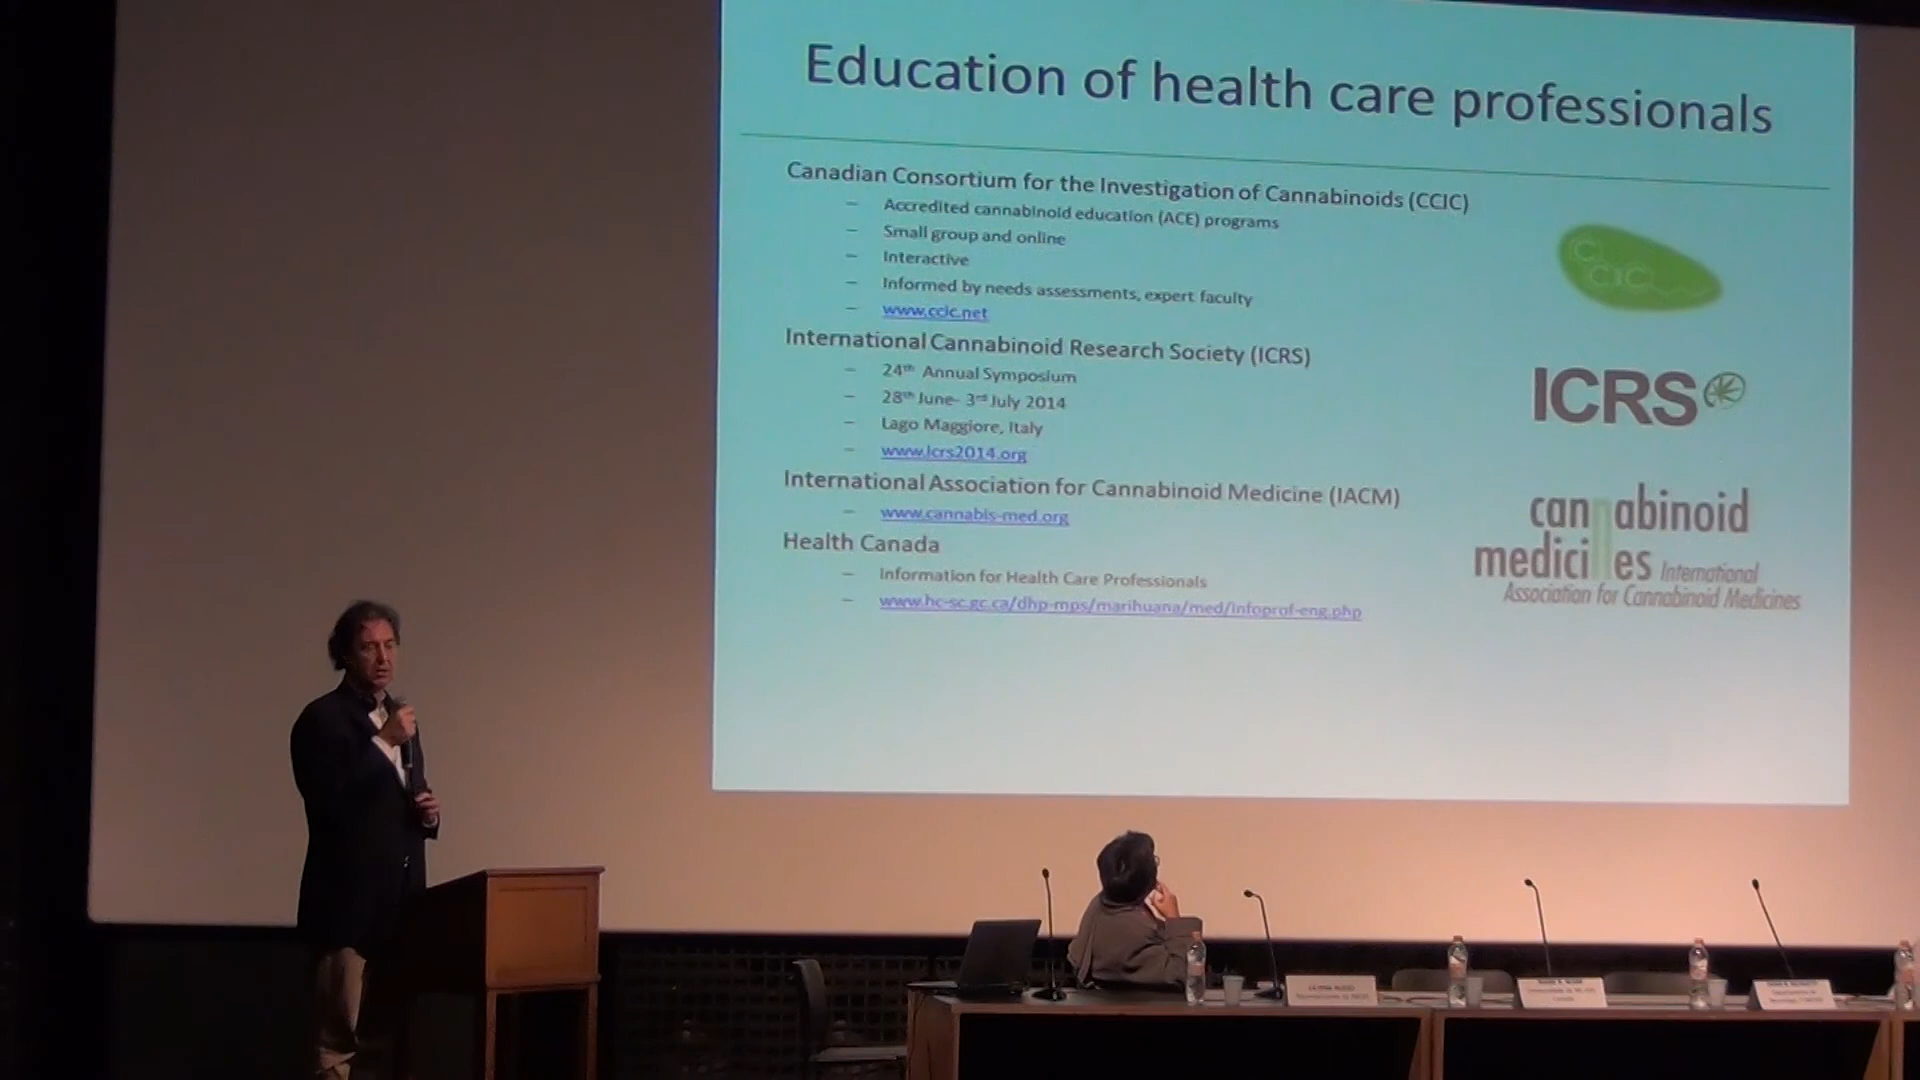 Education of health care professionals
Canadian Consortium for the Investigation of Cannabinoids (CCIC)
– Accredited cannabinoid education (ACE) programs
– Small group and online
– Interactive
– Informed by needs assessments, expert faculty
– www.ccic.net
International Cannabinoid Research Society (ICRS)
– 24th Annual Symposium
– 28th June- 3rd July 2014
– Lago Maggiore, Italy
– www.icrs2014.org
International Association for Cannabinoid Medicine (IACM)
– www.cannabis-med.org
Health Canada
– Information for Health Care Professionals
– www.hc-sc.gc.ca/dhp-mps/marihuana/med/infoprof-eng.php
CCIC
ICRS
cannabinoid
medicines International
Association for Cannabinoid Medicines